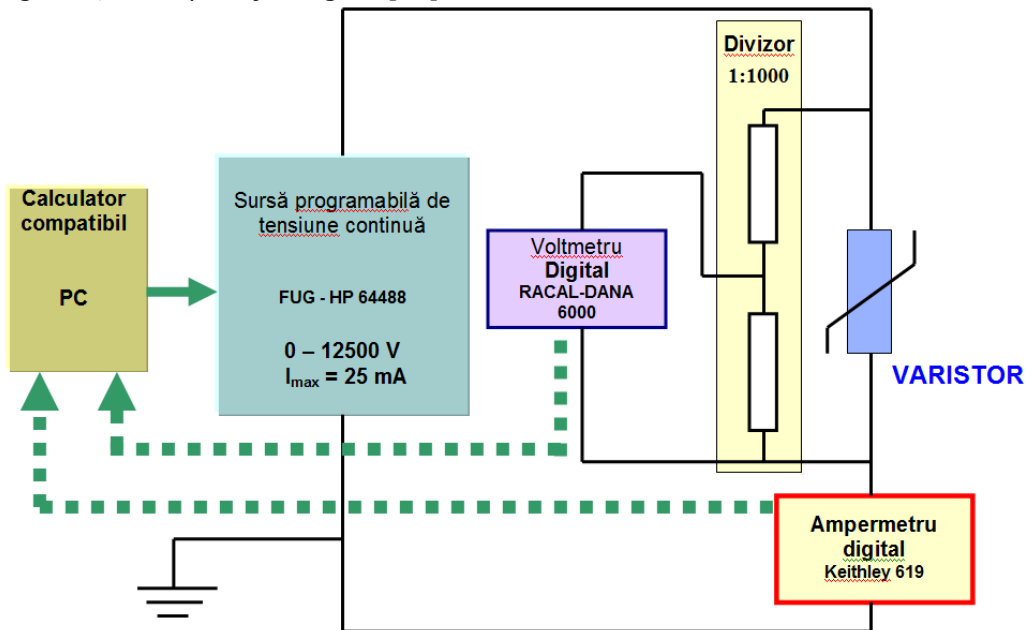 Divizor
1:1000
Calculator
compatibil
PC
Sursă programabilă de
tensiune continuă
FUG - HP 64488
0 – 12500 V
Imax = 25 mA
Voltmetru
Digital
RACAL-DANA
6000
VARISTOR
Ampermetru
digital
Keithley 619